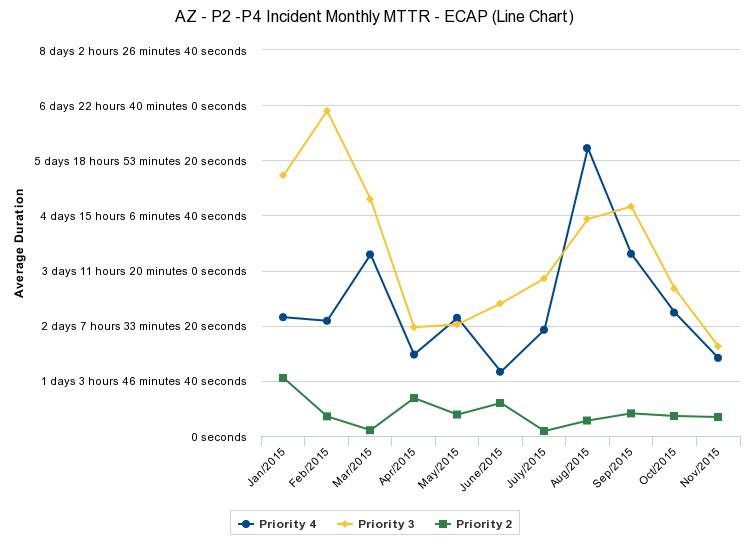 AZ - P2 -P4 Incident Monthly MTTR - ECAP (Line Chart)
8 days 2 hours 26 minutes 40 seconds
6 days 22 hours 40 minutes 0 seconds
5 days 18 hours 53 minutes 20 seconds
4 days 15 hours 6 minutes 40 seconds
3 days 11 hours 20 minutes 0 seconds
2 days 7 hours 33 minutes 20 seconds
1 days 3 hours 46 minutes 40 seconds
0 seconds
Average Duration
Jan/2015
Feb/2015
Mar/2015
Apr/2015
May/2015
June/2015
July/2015
Aug/2015
Sep/2015
Oct/2015
Nov/2015
Priority 4 Priority 3 Priority 2